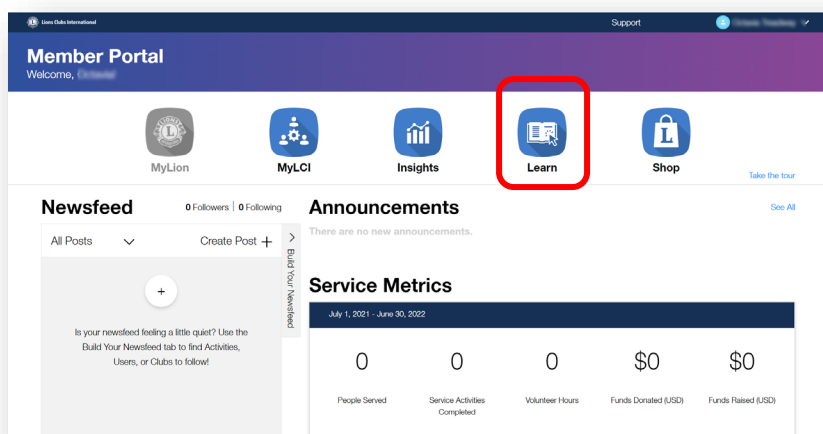 Lions Clubs International
Support
Member Portal
Welcome,
MyLion
MyLCI
Insights
Learn
Shop
Take the tour
Newsfeed
0 Followers | 0 Following
All Posts
Create Post +
Build Your Newsfeed
Is your newsfeed feeling a little quiet? Use the
Build Your Newsfeed tab to find Activities,
Users, or Clubs to follow!
Announcements
See All
There are no new announcements.
Service Metrics
July 1, 2021 - June 30, 2022
0
0
0
$0
$0
People Served
Service Activities
Completed
Volunteer Hours
Funds Donated (USD)
Funds Raised (USD)